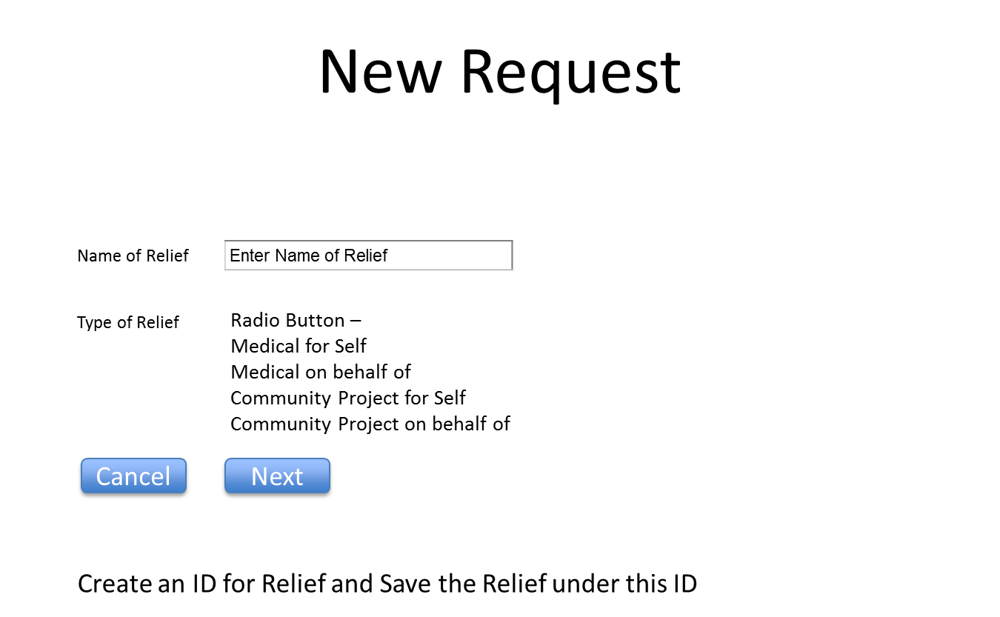 New Request
Name of Relief
Enter Name of Relief
Type of Relief
Radio Button –
Medical for Self
Medical on behalf of
Community Project for Self
Community Project on behalf of
Cancel
Next
Create an ID for Relief and Save the Relief under this ID